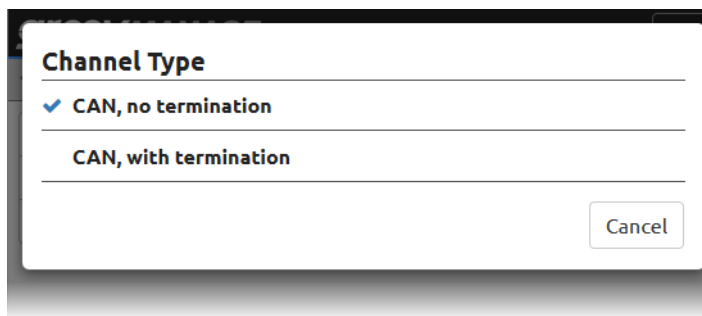 Channel Type
CAN, no termination
CAN, with termination
Cancel